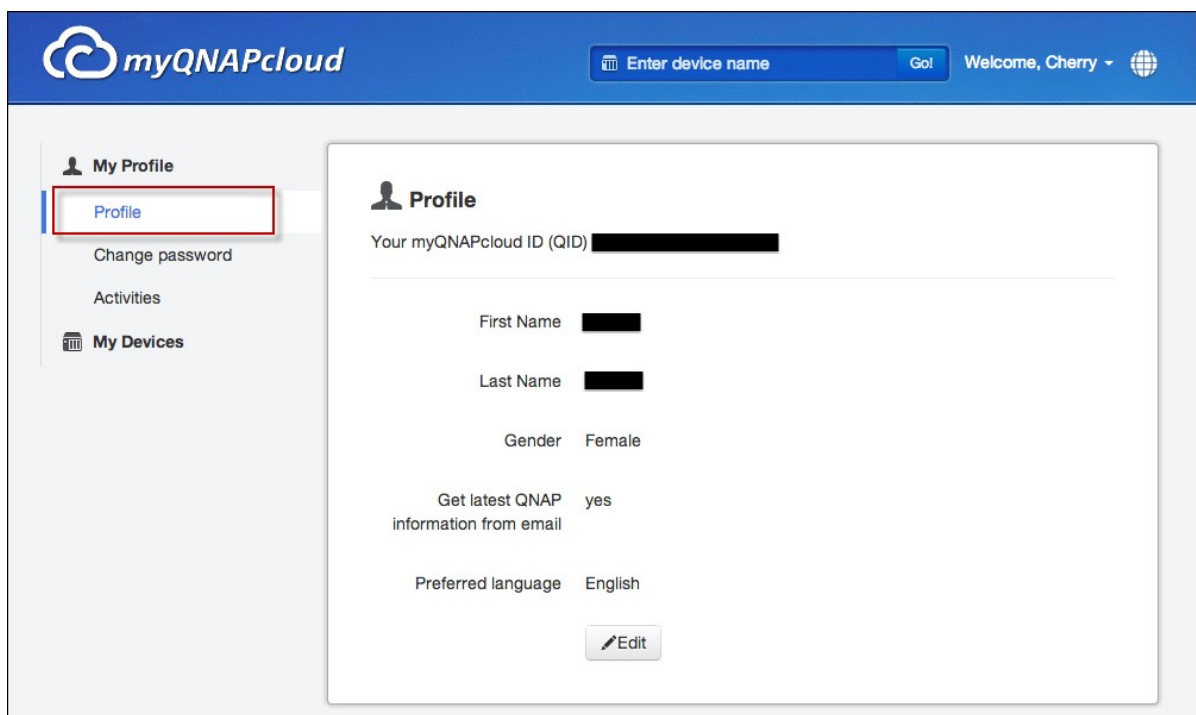 myQNAPcloud
Enter device name
Go!
Welcome, Cherry
My Profile
Profile
Change password
Activities
My Devices
Profile
Your myQNAPcloud ID (QID)
First Name
Last Name
Gender Female
Get latest QNAP yes
information from email
Preferred language English
Edit